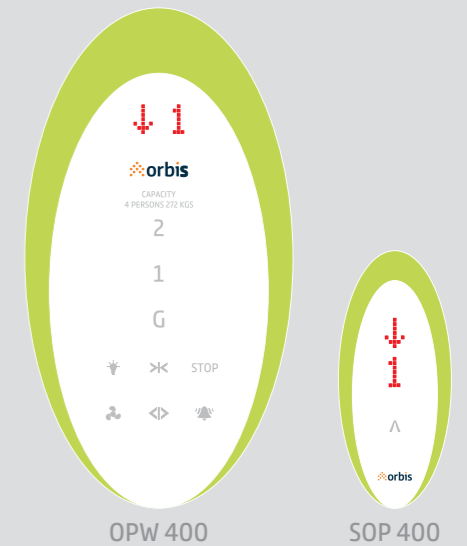 ↓ 1
orbis
CAPACITY
4 PERSONS 272 KGS
2
1
G
STOP
OPW 400
↓
1
orbis
SOP 400